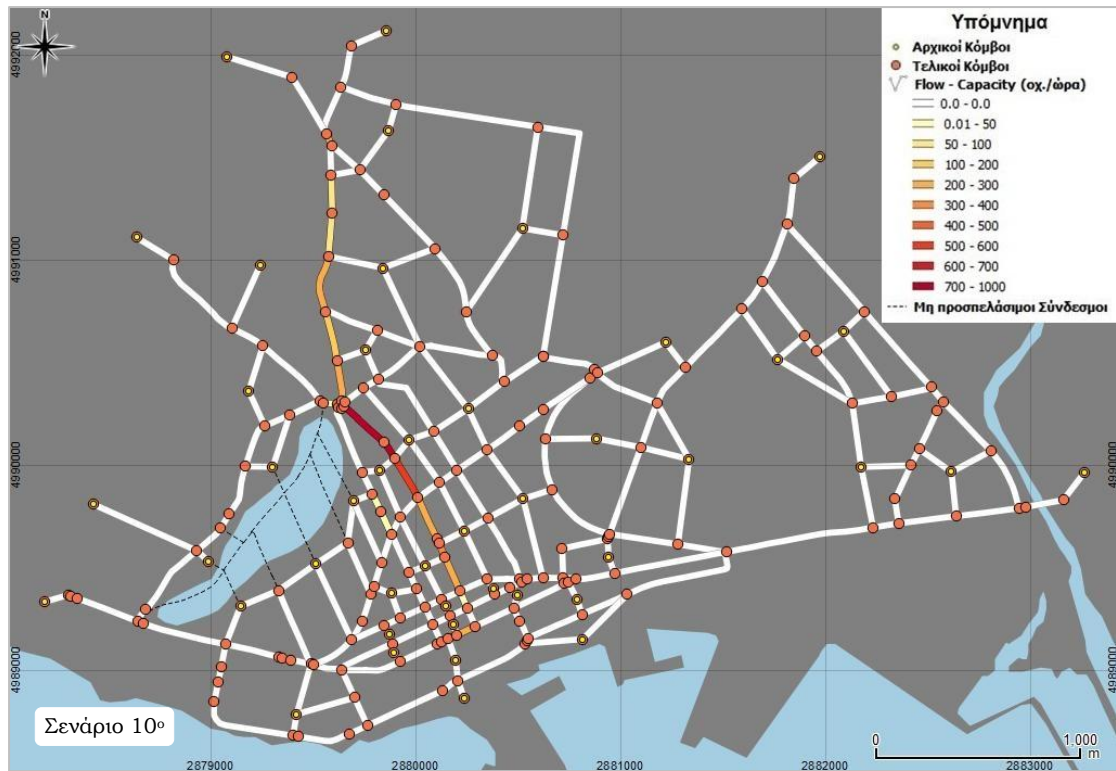 N
Υπόμνημα
Αρχικοί Κόμβοι
Τελικοί Κόμβοι
Flow - Capacity (οχ./ώρα)
0.0 - 0.0
0.01 - 50
50 - 100
100 - 200
200 - 300
300 - 400
400 - 500
500 - 600
600 - 700
700 - 1000
Μη προσπελάσιμοι Σύνδεσμοι
4992000
4991000
4991000
4990000
4990000
4989000
4989000
Σενάριο 10ο
0 1,000
m
2879000 2880000 2881000 2882000 2883000